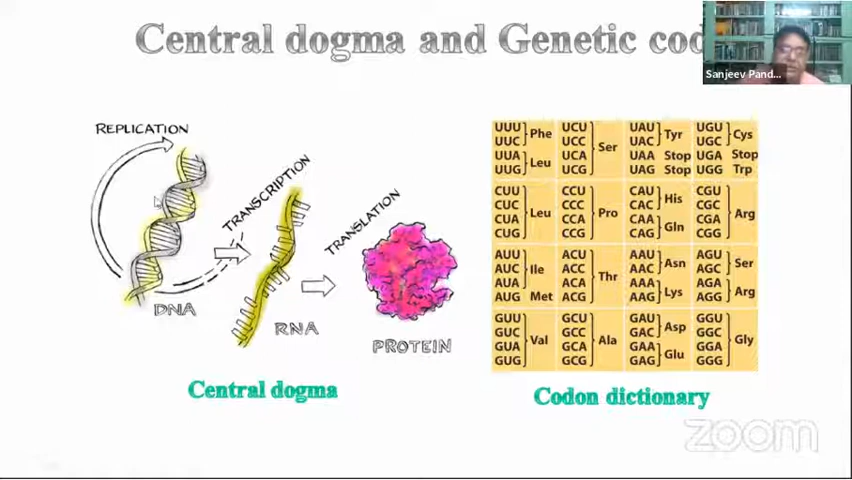 Central dogma and Genetic
Sanjeev Pand...
REPLICATION
TRANSCRIPTION
TRANSLATION
DNA
RNA
PROTEIN
Central dogma
UUU UUC Phe
UUA UUG Leu
UCU UCC UCA UCG Ser
UAU UAC Tyr
UAA Stop
UAG Stop
UGU UGC Cys
UGA Stop
UGG Trp
CUU CUC CUA CUG Leu
CCU CCC CCA CCG Pro
CAU CAC His
CAA CAG Gln
CGU CGC CGA CGG Arg
AUU AUC AUA Ile
AUG Met
ACU ACC ACA ACG Thr
AAU AAC Asn
AAA AAG Lys
AGU AGC Ser
AGA AGG Arg
GUU GUC GUA GUG Val
GCU GCC GCA GCG Ala
GAU GAC Asp
GAA GAG Glu
GGU GGC GGA GGG Gly
Codon dictionary
zoom